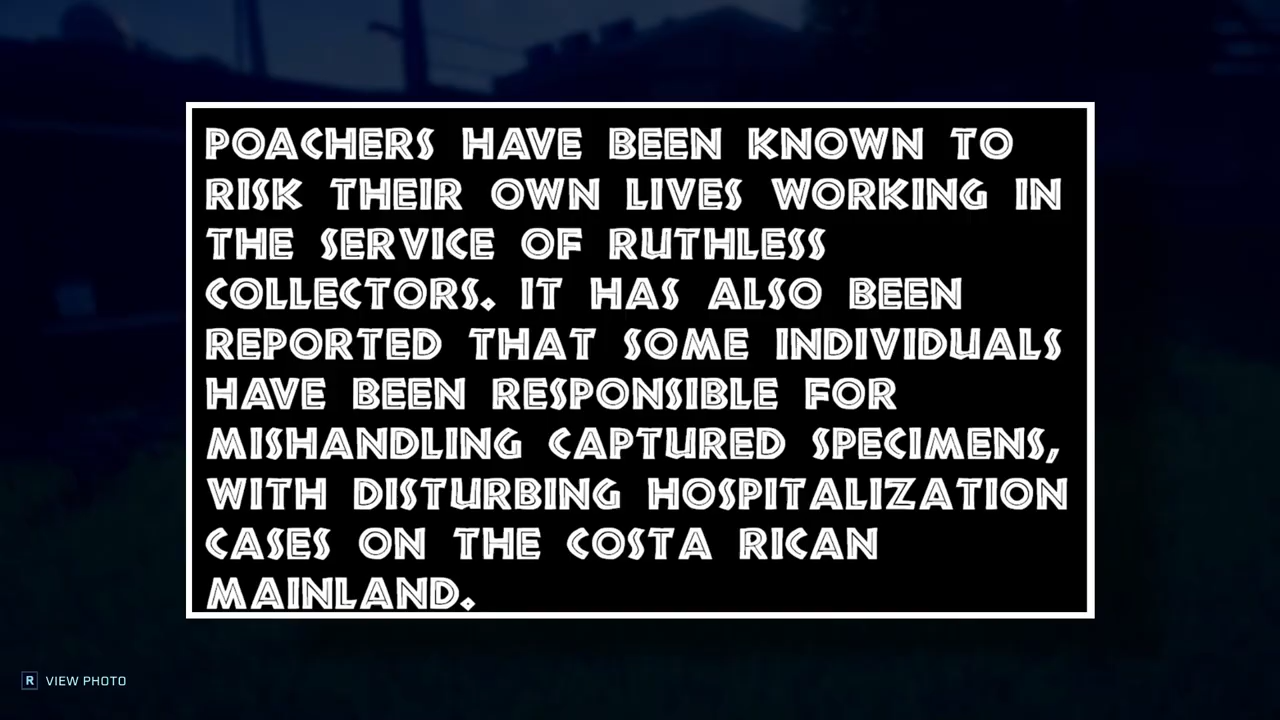 POACHERS HAVE BEEN KNOWN TO
RISK THEIR OWN LIVES WORKING IN
THE SERVICE OF RUTHLESS
COLLECTORS. IT HAS ALSO BEEN
REPORTED THAT SOME INDIVIDUALS
HAVE BEEN RESPONSIBLE FOR
MISHANDLING CAPTURED SPECIMENS,
WITH DISTURBING HOSPITALIZATION
CASES ON THE COSTA RICAN
MAINLAND.
R VIEW PHOTO